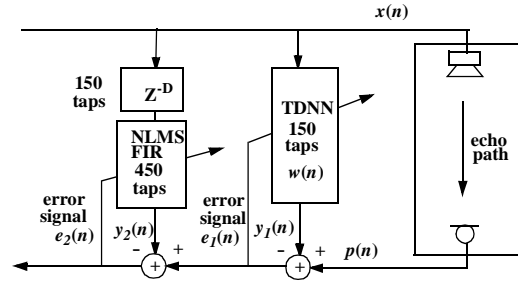 x(n)
150
taps
Z-D
NLMS
FIR
450
taps
TDNN
150
taps
w(n)
echo
path
error
signal
e2(n)
y2(n)
- +
error
signal
e1(n)
y1(n)
- +
p(n)
+
+